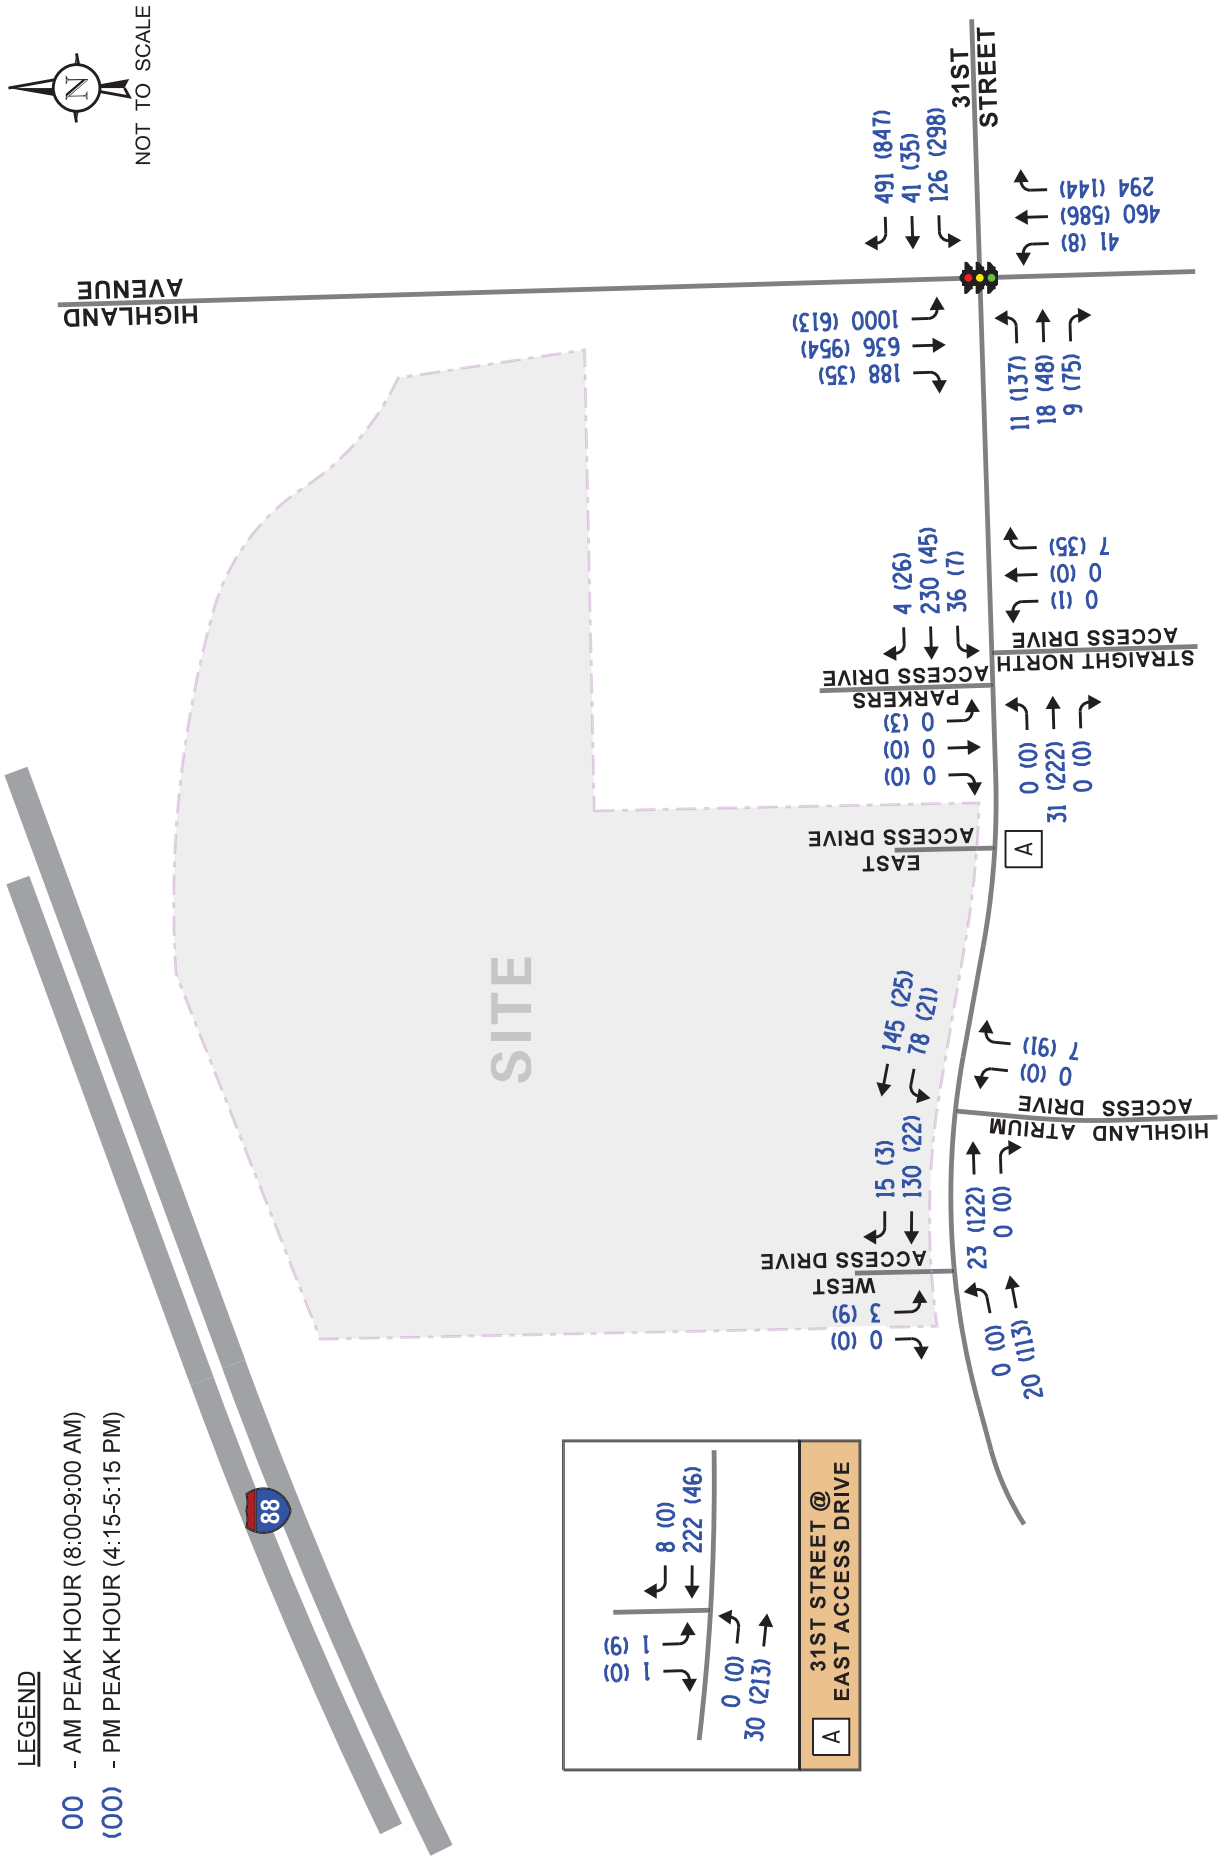 LEGEND
00 - AM PEAK HOUR (8:00-9:00 AM)
(00) - PM PEAK HOUR (4:15-5:15 PM)
88
N
NOT TO SCALE
SITE
HIGHLAND
AVENUE
31ST
STREET
491 (847)
41 (35)
126 (298)
294 (144)
460 (586)
41 (8)
1000 (613)
636 (954)
188 (35)
11 (137)
18 (48)
9 (75)
4 (26)
230 (45)
36 (7)
7 (35)
0 (0)
0 (1)
PARKERS
ACCESS DRIVE
STRAIGHT NORTH
ACCESS DRIVE
0 (3)
0 (0)
0 (0)
0 (0)
31 (222)
0 (0)
EAST
ACCESS DRIVE
A
145 (25)
78 (21)
7 (91)
0 (0)
HIGHLAND ATRIUM
ACCESS DRIVE
23 (122)
0 (0)
15 (3)
130 (22)
WEST
ACCESS DRIVE
3 (9)
0 (0)
0 (0)
20 (113)
8 (0)
222 (46)
1 (9)
1 (0)
0 (0)
30 (213)
A
31ST STREET @
EAST ACCESS DRIVE